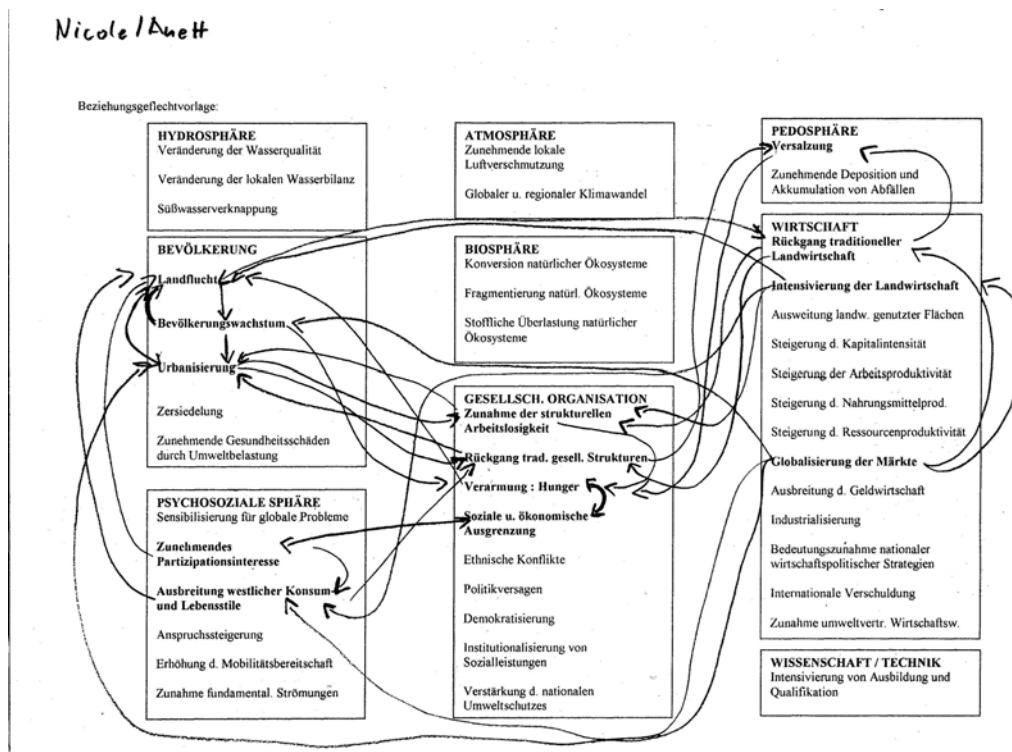 Nicole/Anett
Beziehungsgeflechtvorlage:
HYDROSPHÄRE
Veränderung der Wasserqualität
Veränderung der lokalen Wasserbilanz
Süßwasserverknappung
ATMOSPHÄRE
Zunehmende lokale
Luftverschmutzung
Globaler u. regionaler Klimawandel
PEDOSPHÄRE
Versalzung
Zunehmende Deposition und
Akkumulation von Abfällen
BEVÖLKERUNG
Landflucht
Bevölkerungswachstum
Urbanisierung
Zersiedelung
Zunehmende Gesundheitsschäden
durch Umweltbelastung
BIOSPHÄRE
Konversion natürlicher Ökosysteme
Fragmentierung natürl. Ökosysteme
Stoffliche Überlastung natürlicher
Ökosysteme
WIRTSCHAFT
Rückgang traditioneller
Landwirtschaft
Intensivierung der Landwirtschaft
Ausweitung landw. genutzter Flächen
Steigerung d. Kapitalintensität
Steigerung der Arbeitsproduktivität
Steigerung d. Nahrungsmittelprod.
Steigerung d. Ressourcenproduktivität
Globalisierung der Märkte
Ausbreitung d. Geldwirtschaft
Industrialisierung
Bedeutungszunahme nationaler
wirtschaftspolitischer Strategien
Internationale Verschuldung
Zunahme umweltvertr. Wirtschaftsw.
GESELLSCH. ORGANISATION
Zunahme der strukturellen
Arbeitslosigkeit
Rückgang trad. gesell. Strukturen
Verarmung : Hunger
Soziale u. ökonomische
Ausgrenzung
Ethnische Konflikte
Politikversagen
Demokratisierung
Institutionalisierung von
Sozialleistungen
Verstärkung d. nationalen
Umweltschutzes
PSYCHOSOZIALE SPHÄRE
Sensibilisierung für globale Probleme
Zunehmendes
Partizipationsinteresse
Ausbreitung westlicher Konsum-
und Lebensstile
Anspruchssteigerung
Erhöhung d. Mobilitätsbereitschaft
Zunahme fundamental. Strömungen
WISSENSCHAFT / TECHNIK
Intensivierung von Ausbildung und
Qualifikation